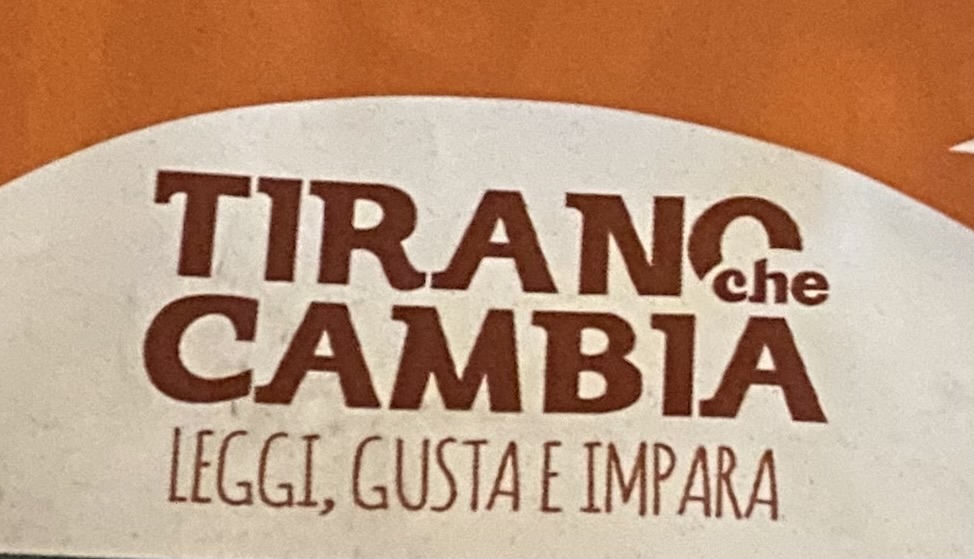 TIRANO
che
CAMBIA
LEGGI, GUSTA E IMPARA